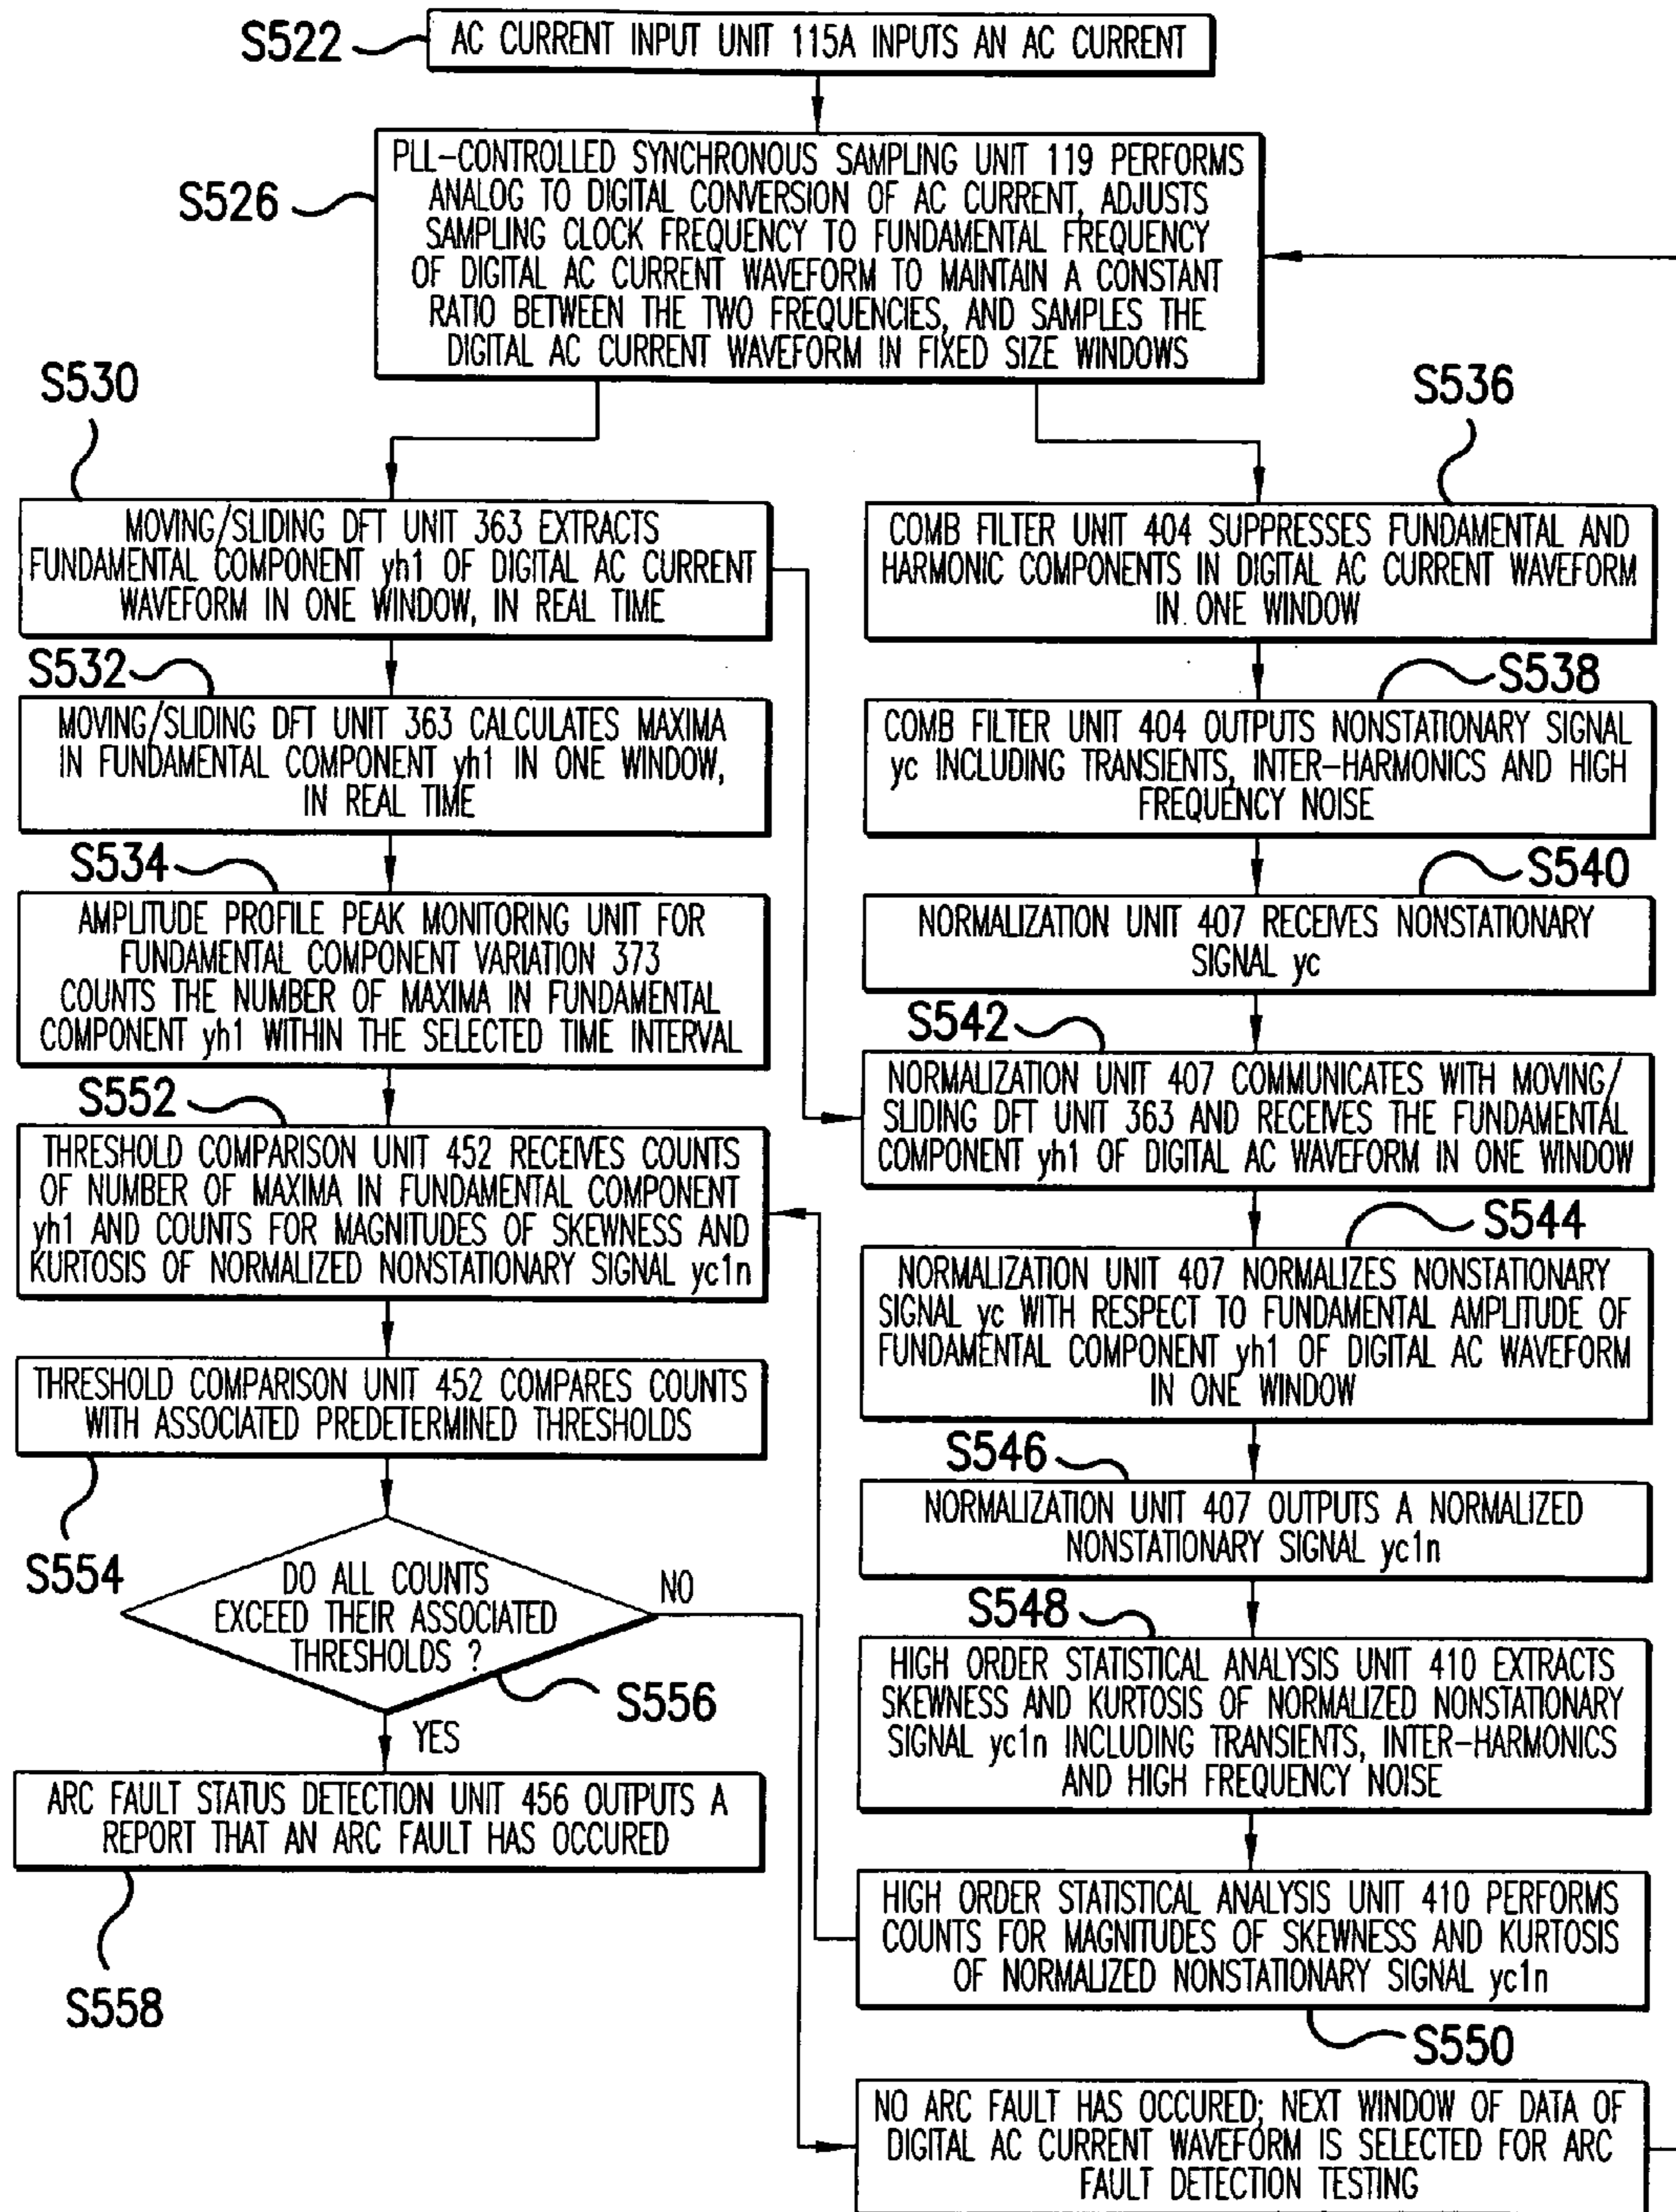 S522
AC CURRENT INPUT UNIT 115A INPUTS AN AC CURRENT
S526
PLL-CONTROLLED SYNCHRONOUS SAMPLING UNIT 119 PERFORMS
ANALOG TO DIGITAL CONVERSION OF AC CURRENT, ADJUSTS
SAMPLING CLOCK FREQUENCY TO FUNDAMENTAL FREQUENCY
OF DIGITAL AC CURRENT WAVEFORM TO MAINTAIN A CONSTANT
RATIO BETWEEN THE TWO FREQUENCIES, AND SAMPLES THE
DIGITAL AC CURRENT WAVEFORM IN FIXED SIZE WINDOWS
S530
MOVING/SLIDING DFT UNIT 363 EXTRACTS
FUNDAMENTAL COMPONENT yh1 OF DIGITAL AC CURRENT
WAVEFORM IN ONE WINDOW, IN REAL TIME
S532
MOVING/SLIDING DFT UNIT 363 CALCULATES MAXIMA
IN FUNDAMENTAL COMPONENT yh1 IN ONE WINDOW,
IN REAL TIME
S534
AMPLITUDE PROFILE PEAK MONITORING UNIT FOR
FUNDAMENTAL COMPONENT VARIATION 373
COUNTS THE NUMBER OF MAXIMA IN FUNDAMENTAL
COMPONENT yh1 WITHIN THE SELECTED TIME INTERVAL
S552
THRESHOLD COMPARISON UNIT 452 RECEIVES COUNTS
OF NUMBER OF MAXIMA IN FUNDAMENTAL COMPONENT
yh1 AND COUNTS FOR MAGNITUDES OF SKEWNESS AND
KURTOSIS OF NORMALIZED NONSTATIONARY SIGNAL yc1n
THRESHOLD COMPARISON UNIT 452 COMPARES COUNTS
WITH ASSOCIATED PREDETERMINED THRESHOLDS
S554
DO ALL COUNTS
EXCEED THEIR ASSOCIATED
THRESHOLDS ?
NO
S556
YES
ARC FAULT STATUS DETECTION UNIT 456 OUTPUTS A
REPORT THAT AN ARC FAULT HAS OCCURED
S558
S536
COMB FILTER UNIT 404 SUPPRESSES FUNDAMENTAL AND
HARMONIC COMPONENTS IN DIGITAL AC CURRENT WAVEFORM
IN ONE WINDOW
S538
COMB FILTER UNIT 404 OUTPUTS NONSTATIONARY SIGNAL
yc INCLUDING TRANSIENTS, INTER-HARMONICS AND HIGH
FREQUENCY NOISE
S540
NORMALIZATION UNIT 407 RECEIVES NONSTATIONARY
SIGNAL yc
S542
NORMALIZATION UNIT 407 COMMUNICATES WITH MOVING/
SLIDING DFT UNIT 363 AND RECEIVES THE FUNDAMENTAL
COMPONENT yh1 OF DIGITAL AC WAVEFORM IN ONE WINDOW
S544
NORMALIZATION UNIT 407 NORMALIZES NONSTATIONARY
SIGNAL yc WITH RESPECT TO FUNDAMENTAL AMPLITUDE OF
FUNDAMENTAL COMPONENT yh1 OF DIGITAL AC WAVEFORM
IN ONE WINDOW
S546
NORMALIZATION UNIT 407 OUTPUTS A NORMALIZED
NONSTATIONARY SIGNAL yc1n
S548
HIGH ORDER STATISTICAL ANALYSIS UNIT 410 EXTRACTS
SKEWNESS AND KURTOSIS OF NORMALIZED NONSTATIONARY
SIGNAL yc1n INCLUDING TRANSIENTS, INTER-HARMONICS
AND HIGH FREQUENCY NOISE
HIGH ORDER STATISTICAL ANALYSIS UNIT 410 PERFORMS
COUNTS FOR MAGNITUDES OF SKEWNESS AND KURTOSIS
OF NORMALIZED NONSTATIONARY SIGNAL yc1n
S550
NO ARC FAULT HAS OCCURED; NEXT WINDOW OF DATA OF
DIGITAL AC CURRENT WAVEFORM IS SELECTED FOR ARC
FAULT DETECTION TESTING